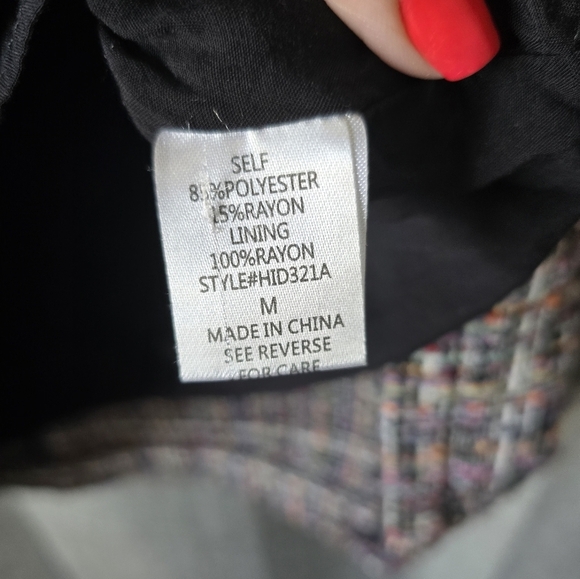 SELF
85%POLYESTER
15%RAYON
LINING
100%RAYON
STYLE#HID321A
M
MADE IN CHINA
SEE REVERSE
FOR CARE